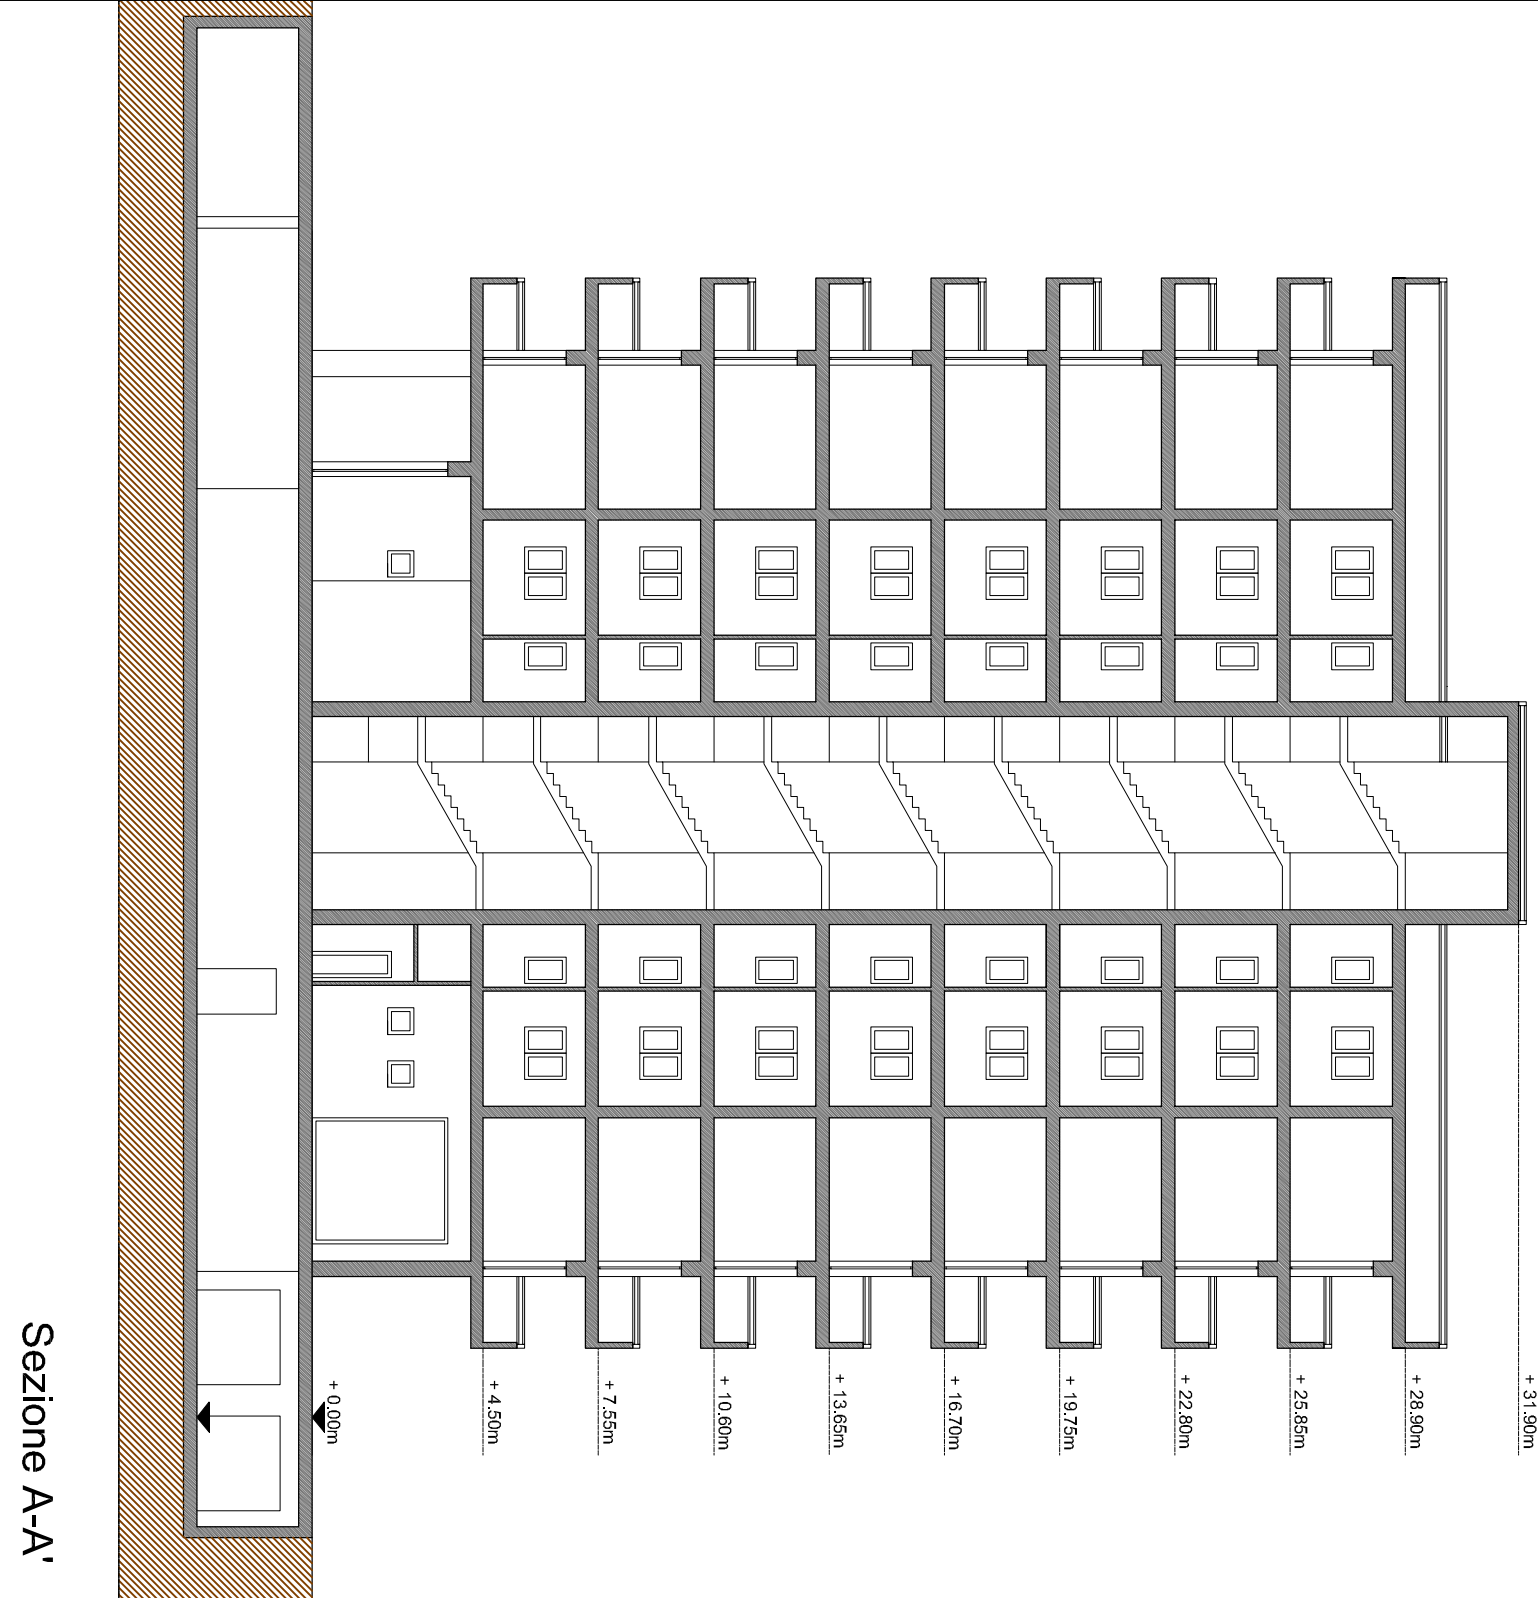 + 31.90m
+ 28.90m
+ 25.85m
+ 22.80m
+ 19.75m
+ 16.70m
+ 13.65m
+ 10.60m
+ 7.55m
+ 4.50m
+ 0.00m
Sezione A-A'